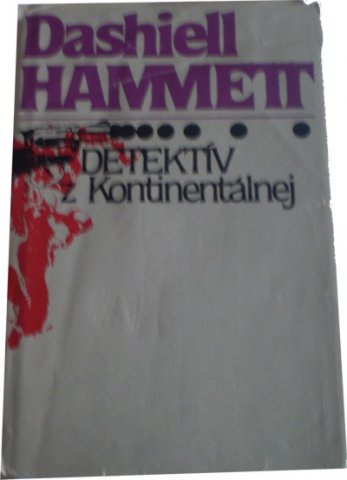 Dashiell
HAMMETT
DETEKTÍV
z Kontinentálnej